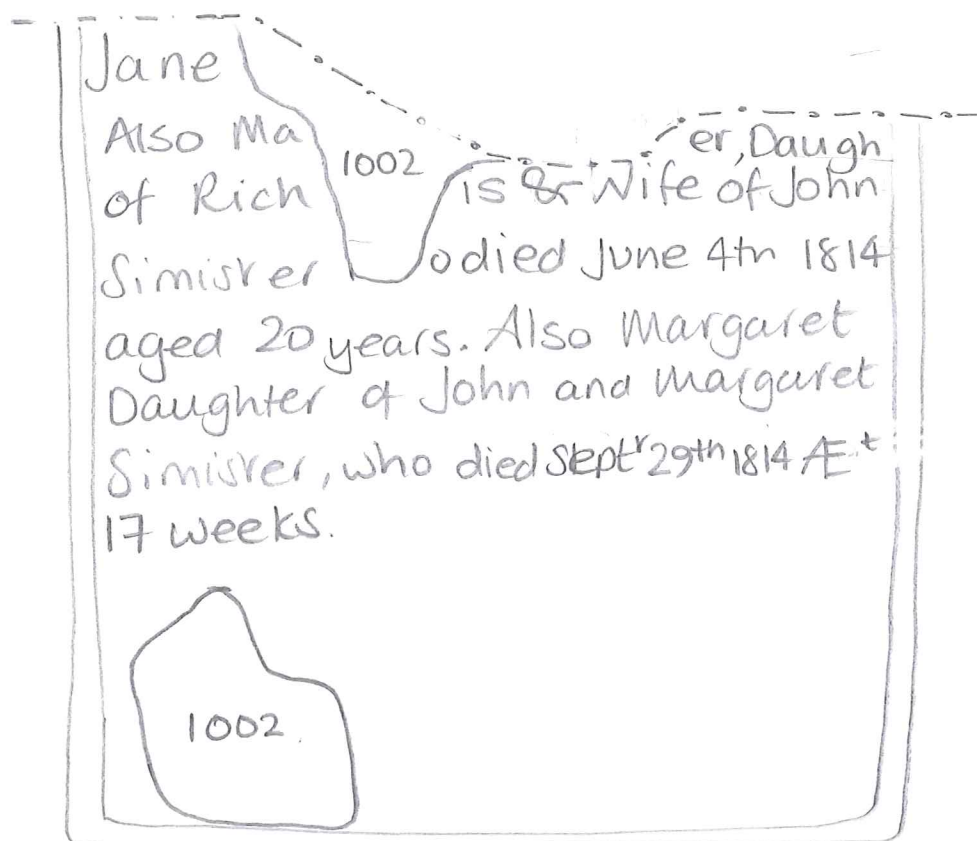 Jane
Also Ma 1002 er, Daugh
of Rich is & Wife of John
Simister o died June 4th 1814
aged 20 years. Also Margaret
Daughter of John and Margaret
Simister, who died Septr 29th 1814 Æt
17 weeks.
1002